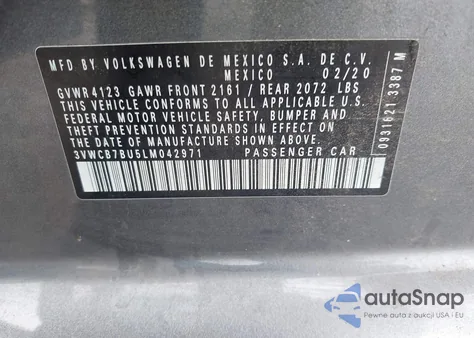 MFD BY VOLKSWAGEN DE MEXICO S.A. DE C.V.
MEXICO 02/20
GVWR 4123 GAWR FRONT 2161 / REAR 2072 LBS
THIS VEHICLE CONFORMS TO ALL APPLICABLE U.S.
FEDERAL MOTOR VEHICLE SAFETY, BUMPER AND
THEFT PREVENTION STANDARDS IN EFFECT ON
THE DATE OF MANUFACTURE SHOWN ABOVE.
3VWCB7BU5LM042971 PASSENGER CAR
0931621 3387 M
autoSnap
Pewne auta z aukcji USA i EU